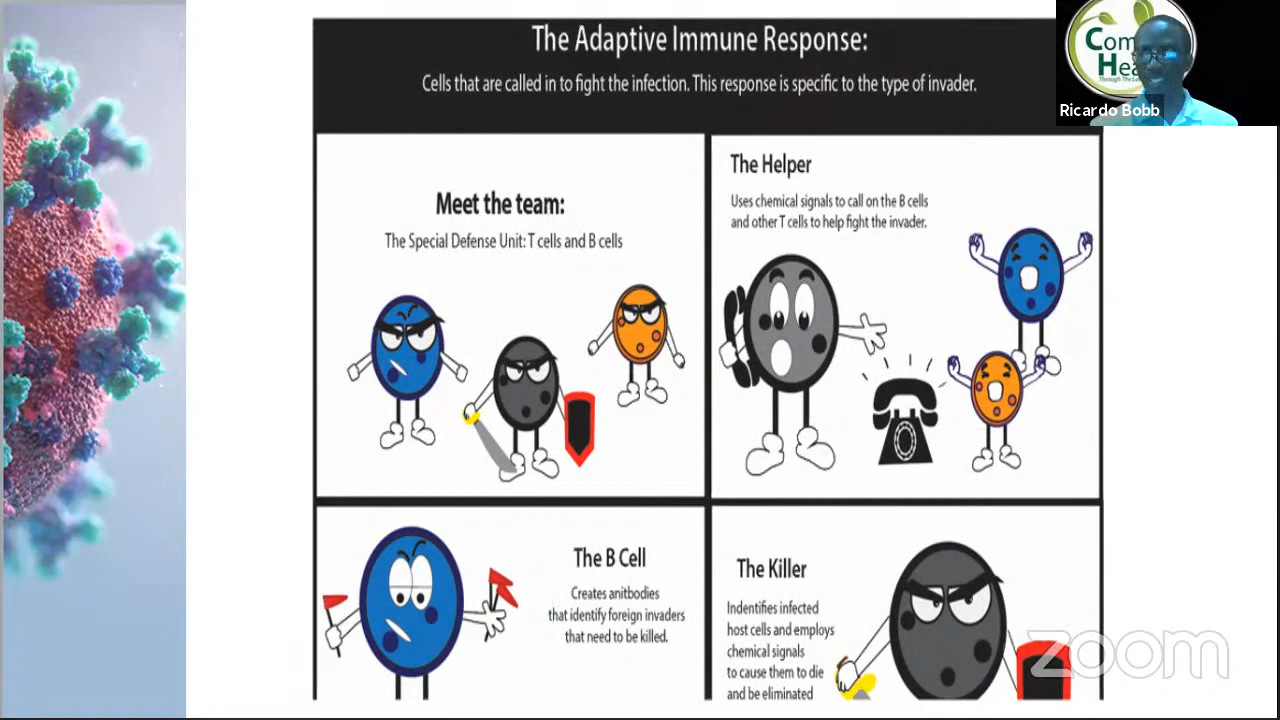 The Adaptive Immune Response:
Cells that are called in to fight the infection. This response is specific to the type of invader.
Com
Hea
Through The
Ricardo Bobb
Meet the team:
The Special Defense Unit: T cells and B cells
The Helper
Uses chemical signals to call on the B cells
and other T cells to help fight the invader.
The B Cell
Creates anitbodies
that identify foreign invaders
that need to be killed.
The Killer
Indentifies infected
host cells and employs
chemical signals
to cause them to die
and be eliminated
zoom